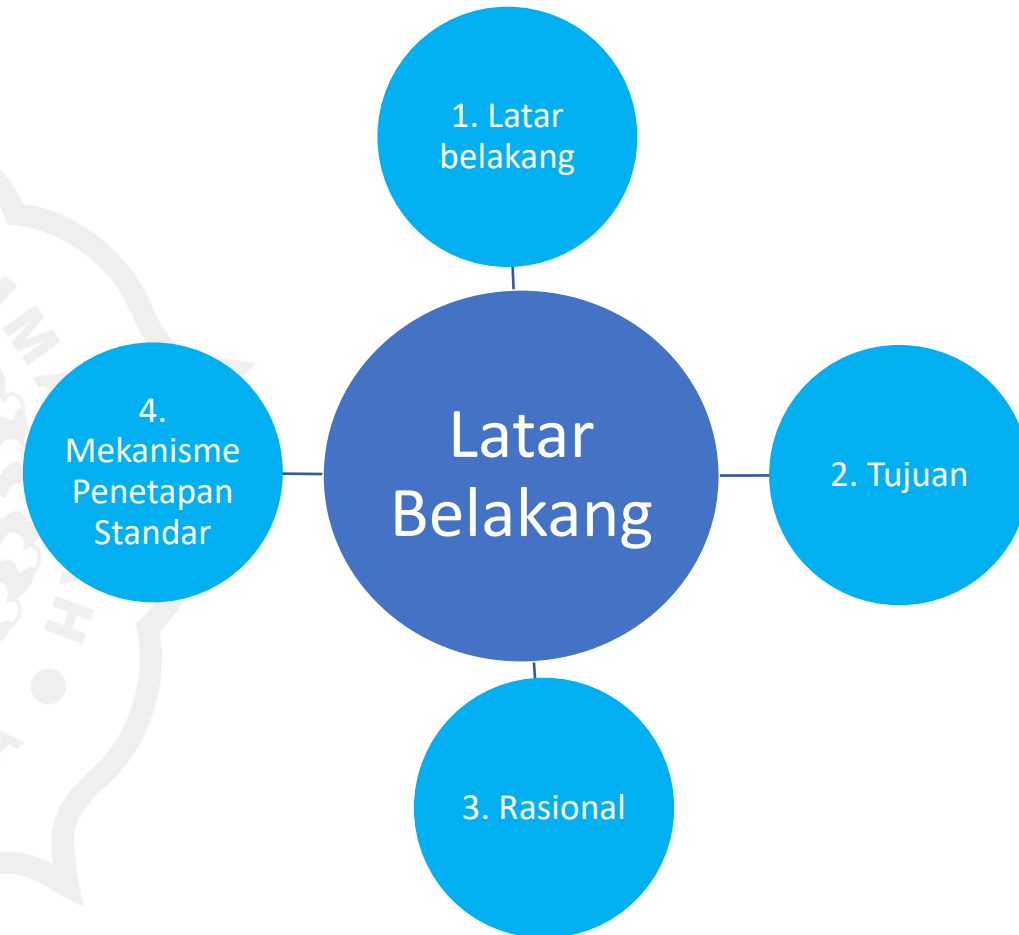 1. Latar
belakang
Latar
Belakang
2. Tujuan
3. Rasional
4.
Mekanisme
Penetapan
Standar